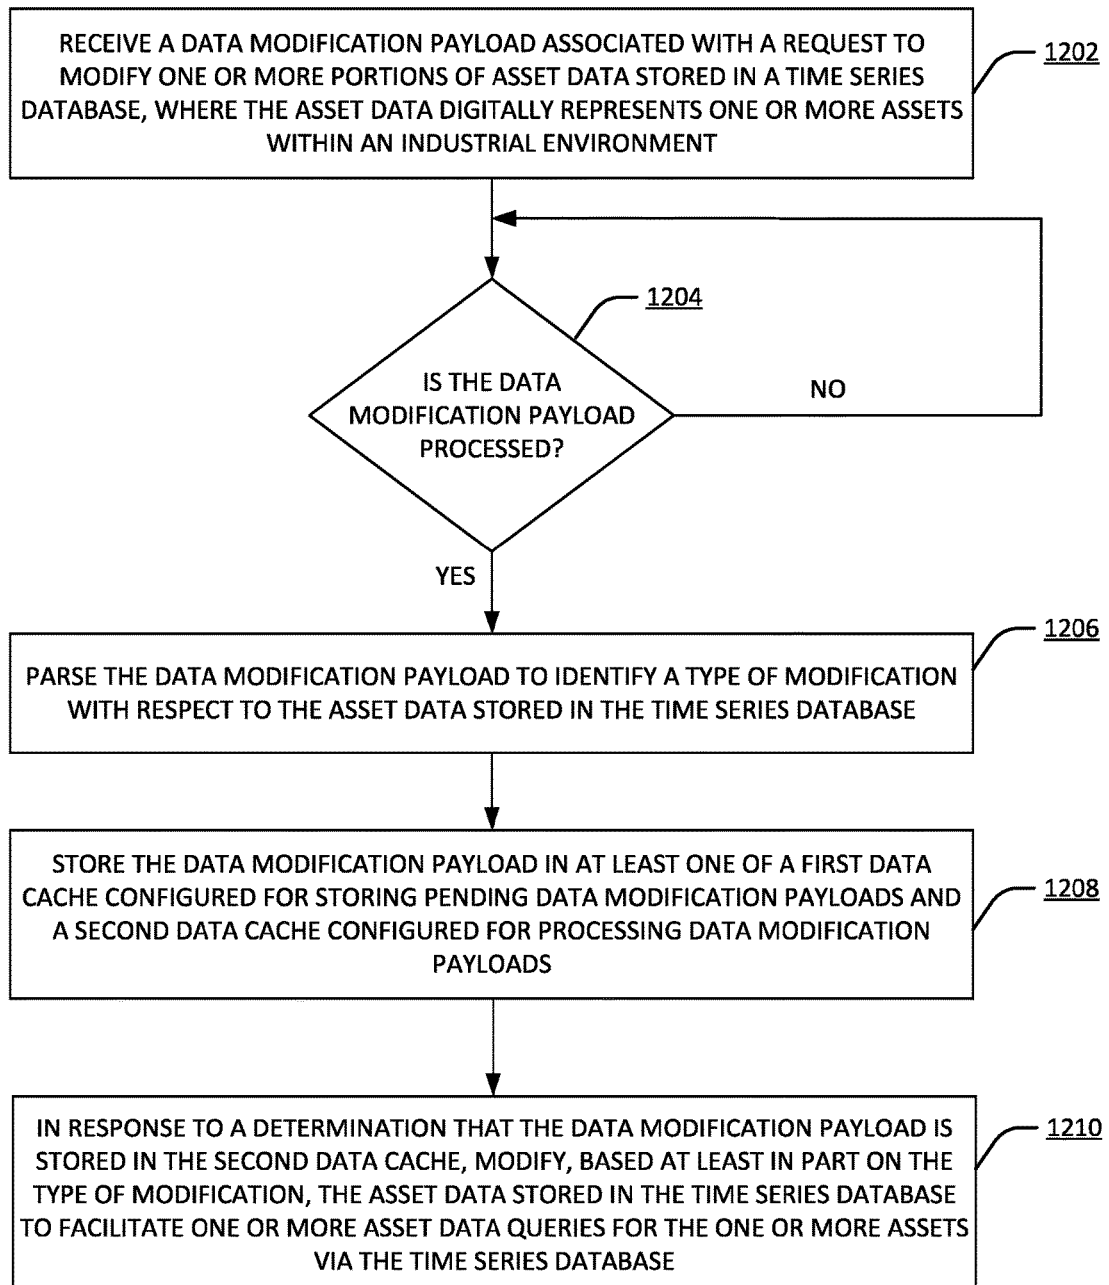 RECEIVE A DATA MODIFICATION PAYLOAD ASSOCIATED WITH A REQUEST TO
MODIFY ONE OR MORE PORTIONS OF ASSET DATA STORED IN A TIME SERIES
DATABASE, WHERE THE ASSET DATA DIGITALLY REPRESENTS ONE OR MORE ASSETS
WITHIN AN INDUSTRIAL ENVIRONMENT
1202
1204
IS THE DATA
MODIFICATION PAYLOAD
PROCESSED?
NO
YES
1206
PARSE THE DATA MODIFICATION PAYLOAD TO IDENTIFY A TYPE OF MODIFICATION
WITH RESPECT TO THE ASSET DATA STORED IN THE TIME SERIES DATABASE
STORE THE DATA MODIFICATION PAYLOAD IN AT LEAST ONE OF A FIRST DATA
CACHE CONFIGURED FOR STORING PENDING DATA MODIFICATION PAYLOADS AND
A SECOND DATA CACHE CONFIGURED FOR PROCESSING DATA MODIFICATION
PAYLOADS
1208
IN RESPONSE TO A DETERMINATION THAT THE DATA MODIFICATION PAYLOAD IS
STORED IN THE SECOND DATA CACHE, MODIFY, BASED AT LEAST IN PART ON THE
TYPE OF MODIFICATION, THE ASSET DATA STORED IN THE TIME SERIES DATABASE
TO FACILITATE ONE OR MORE ASSET DATA QUERIES FOR THE ONE OR MORE ASSETS
VIA THE TIME SERIES DATABASE
1210